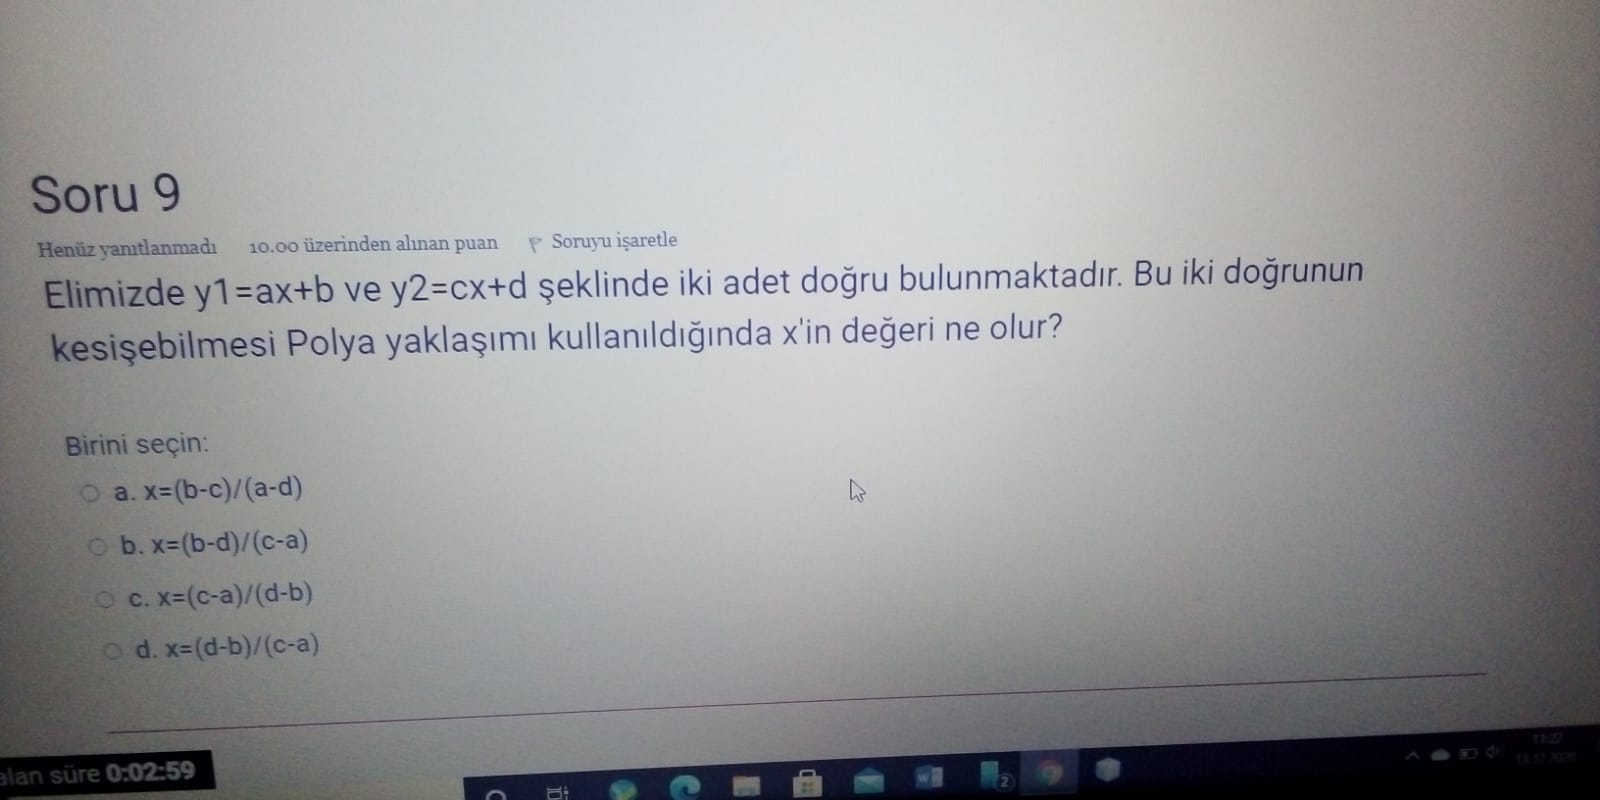 Soru 9
Henüz yanıtlanmadı 10.00 üzerinden alınan puan Soruyu işaretle
Elimizde y1=ax+b ve y2=cx+d şeklinde iki adet doğru bulunmaktadır. Bu iki doğrunun
kesişebilmesi Polya yaklaşımı kullanıldığında x'in değeri ne olur?
Birini seçin:
a. x=(b-c)/(a-d)
b. x=(b-d)/(c-a)
c. x=(c-a)/(d-b)
d. x=(d-b)/(c-a)
alan süre 0:02:59
2